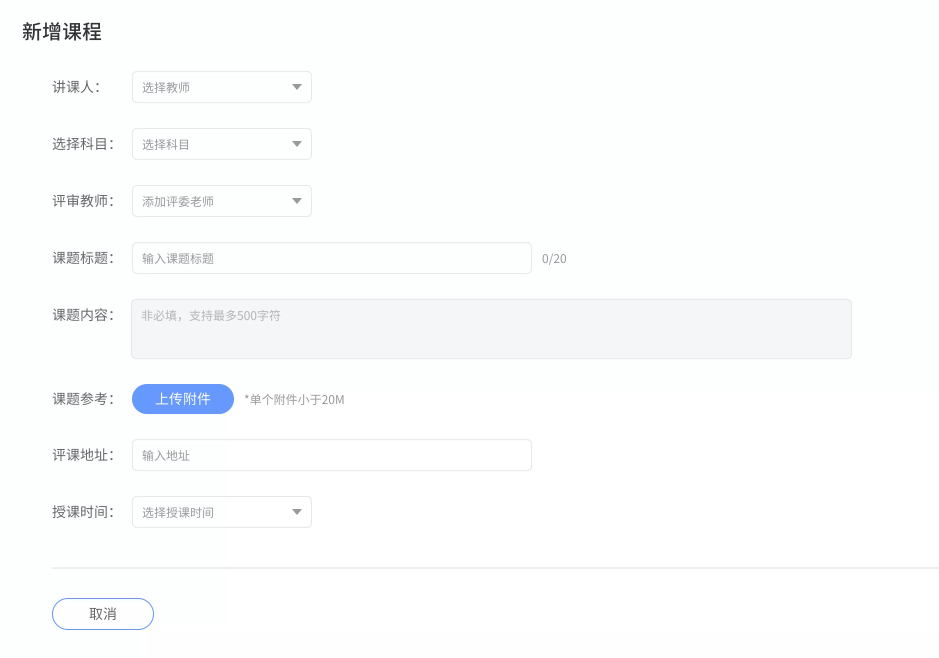 新增课程
讲课人： 选择教师
选择科目： 选择科目
评审教师： 添加评委老师
课题标题： 输入课题标题 0/20
课题内容： 非必填，支持最多500字符
课题参考： 上传附件 *单个附件小于20M
评课地址： 输入地址
授课时间： 选择授课时间
取消